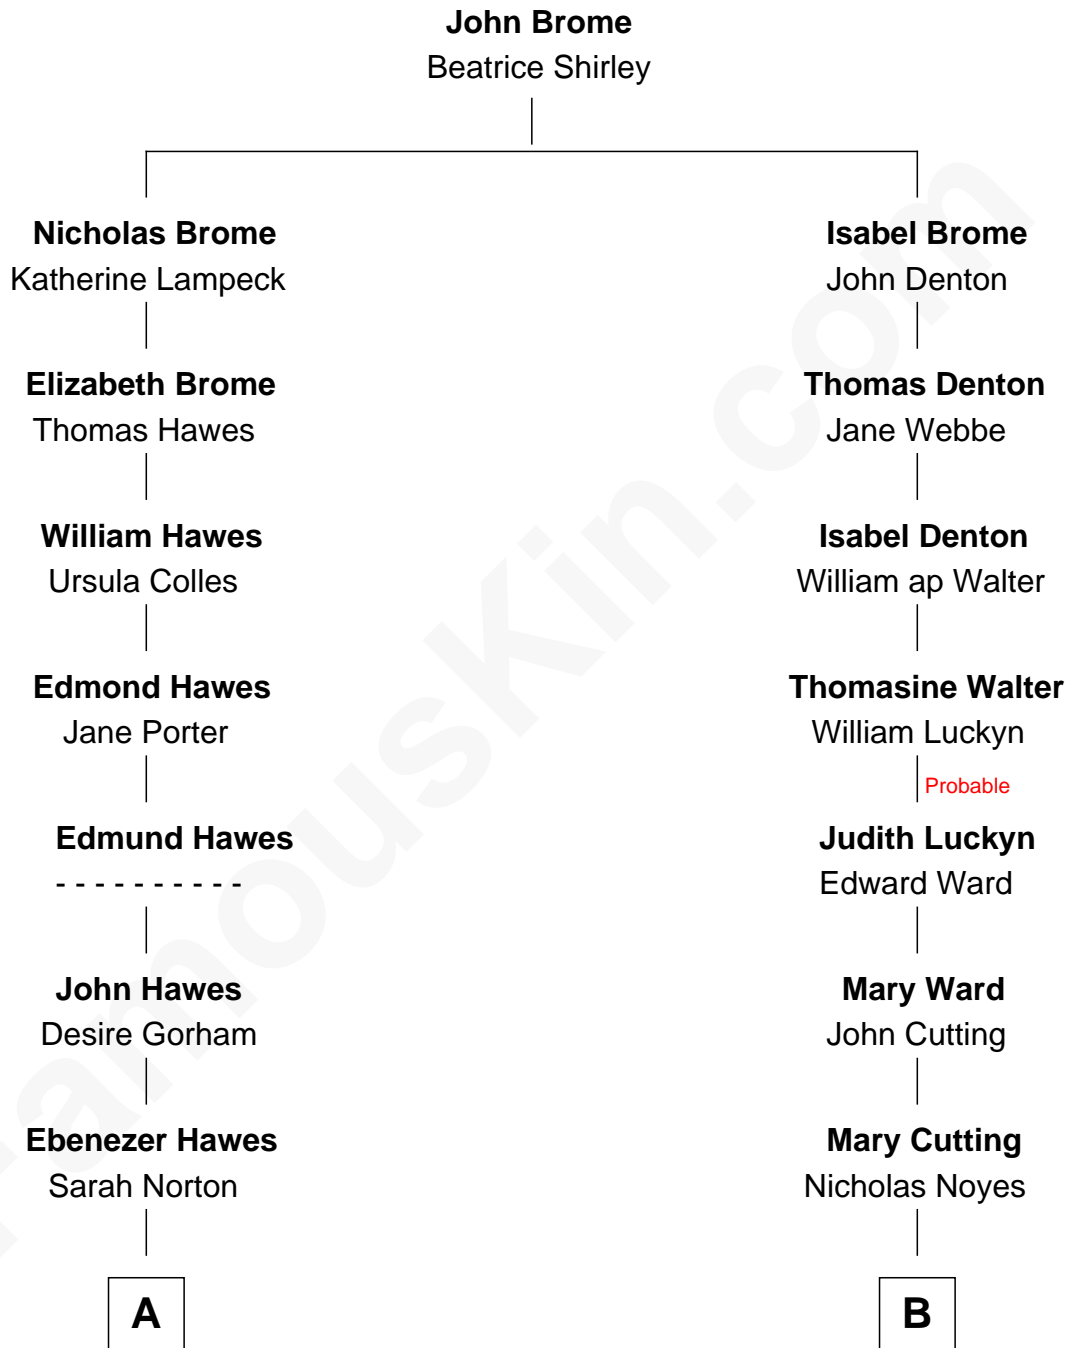 John Brome
Beatrice Shirley
Nicholas Brome
Katherine Lampeck
Isabel Brome
John Denton
Elizabeth Brome
Thomas Hawes
Thomas Denton
Jane Webbe
William Hawes
Ursula Colles
Isabel Denton
William ap Walter
Edmond Hawes
Jane Porter
Thomasine Walter
William Luckyn
Probable
Edmund Hawes
- - - - - - - - - -
Judith Luckyn
Edward Ward
John Hawes
Desire Gorham
Mary Ward
John Cutting
Ebenezer Hawes
Sarah Norton
Mary Cutting
Nicholas Noyes
A
B
FamousKin.com